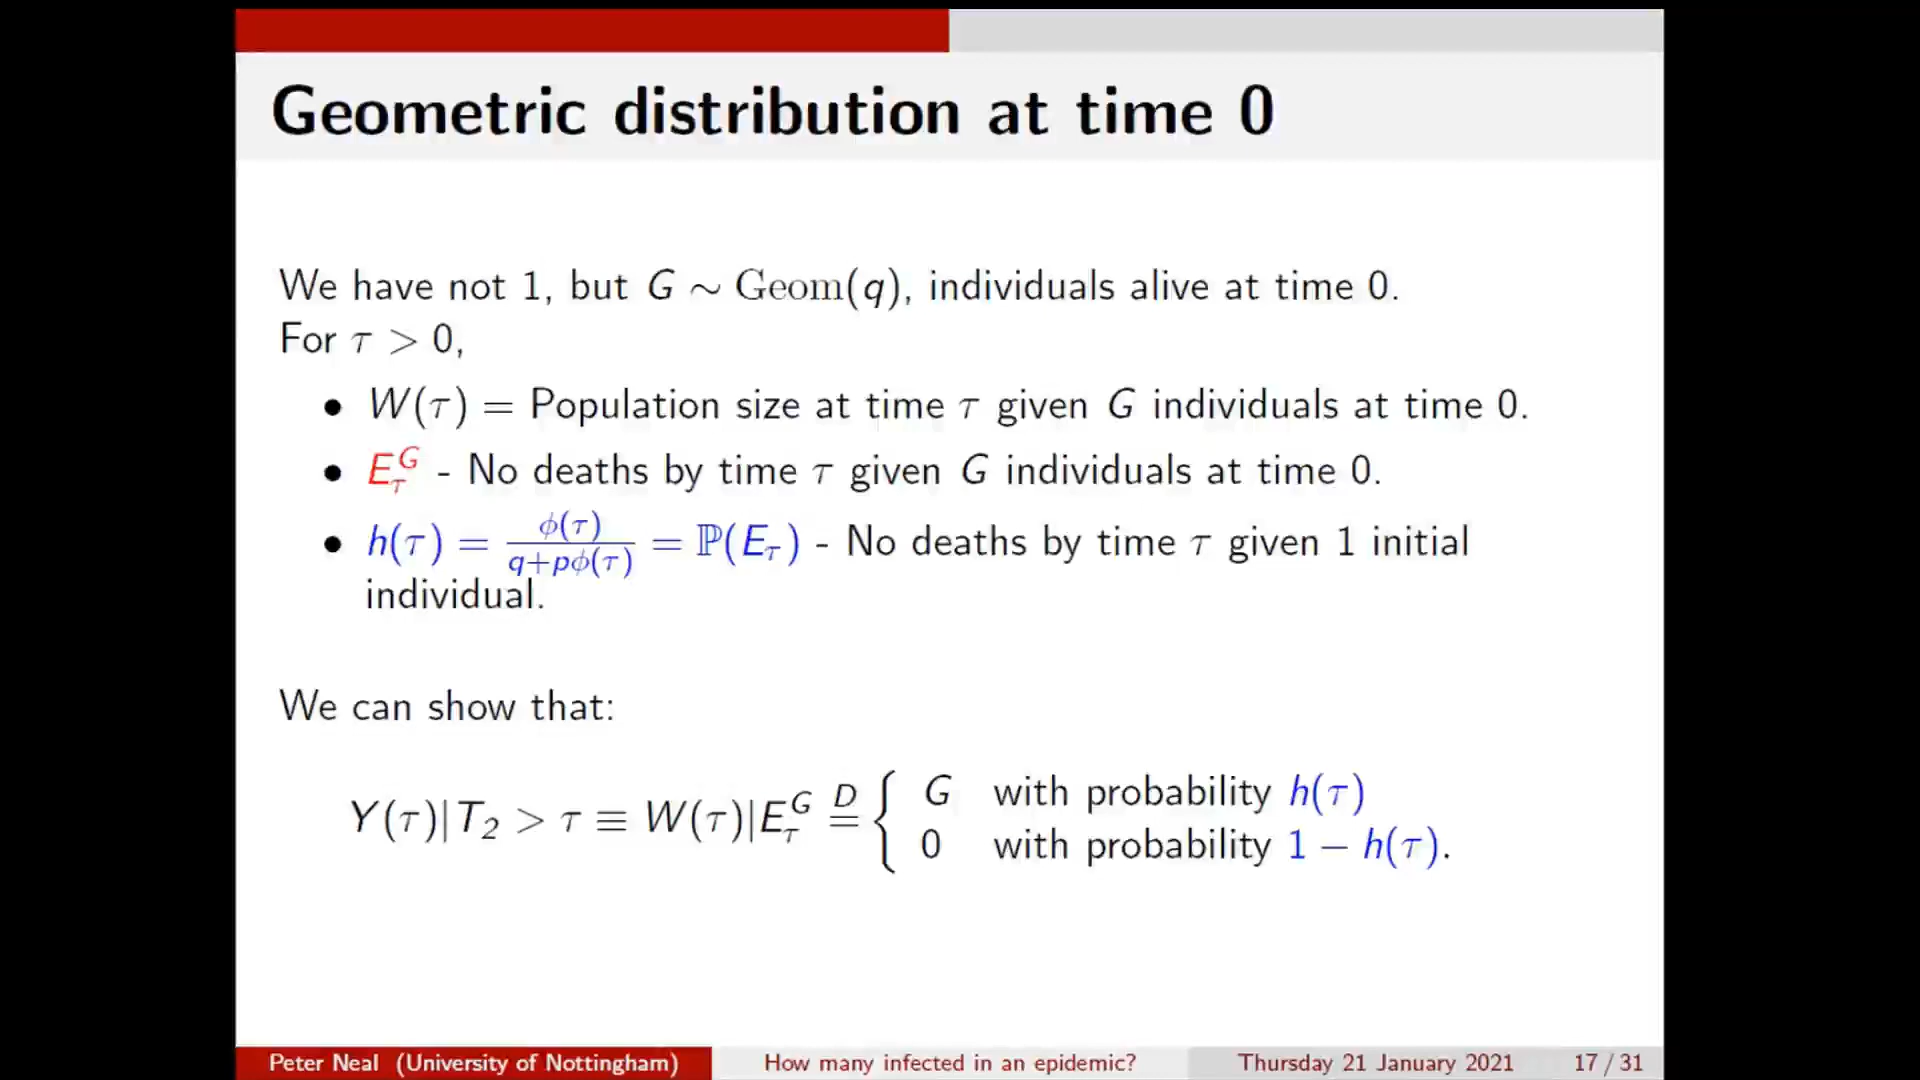 Geometric distribution at time 0
We have not 1, but G ∼ Geom(q), individuals alive at time 0.
For τ > 0,
• W(τ) = Population size at time τ given G individuals at time 0.
• E_τ^G - No deaths by time τ given G individuals at time 0.
• h(τ) = φ(τ)/(q+pφ(τ)) = ℙ(E_τ) - No deaths by time τ given 1 initial
individual.
We can show that:
Y(τ)|T_2 > τ ≡ W(τ)|E_τ^G =^D { G with probability h(τ)
0 with probability 1 − h(τ).
Peter Neal (University of Nottingham) How many infected in an epidemic? Thursday 21 January 2021 17 / 31